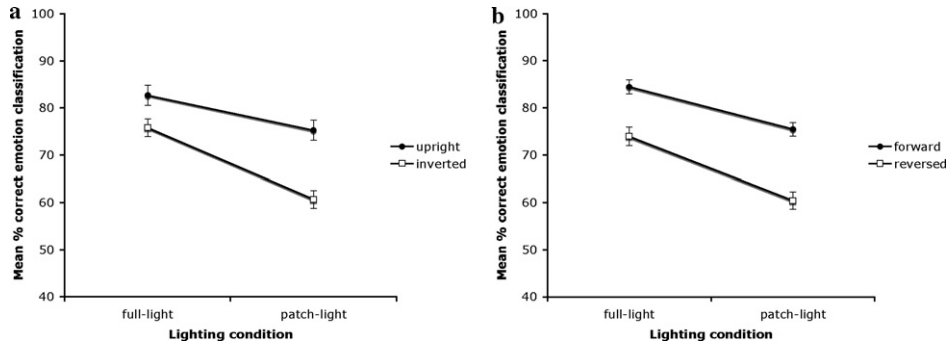 a
100
90
80
70
60
50
40
Mean % correct emotion classification
full-light patch-light
Lighting condition
upright
inverted
b
100
90
80
70
60
50
40
Mean % correct emotion classification
full-light patch-light
Lighting condition
forward
reversed